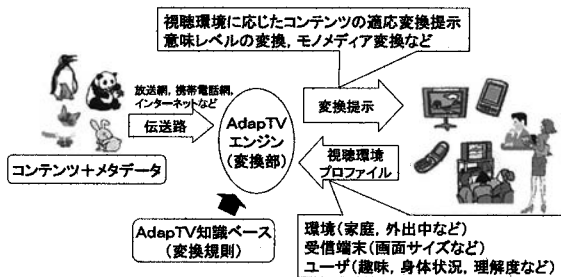 視聴環境に応じたコンテンツの適応変換提示
意味レベルの変換，モノメディア変換など
放送網，携帯電話網，
インターネットなど
伝送路
AdapTV
エンジン
(変換部)
変換提示
視聴環境
プロファイル
コンテンツ＋メタデータ
AdapTV知識ベース
(変換規則)
環境(家庭，外出中など)
受信端末(画面サイズなど)
ユーザ(趣味，身体状況，理解度など)